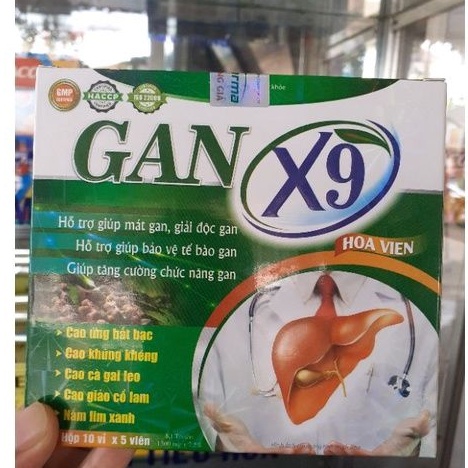 GMP
HACCP
ISO 22000
GAN X9
Hỗ trợ giúp mát gan, giải độc gan
Hỗ trợ giúp bảo vệ tế bào gan
Giúp tăng cường chức năng gan
HOA VIEN
Cao ưng bất bạc
Cao khủng khéng
Cao cà gai leo
Cao giảo cổ lam
Nấm lim xanh
Hộp 10 vỉ x 5 viên